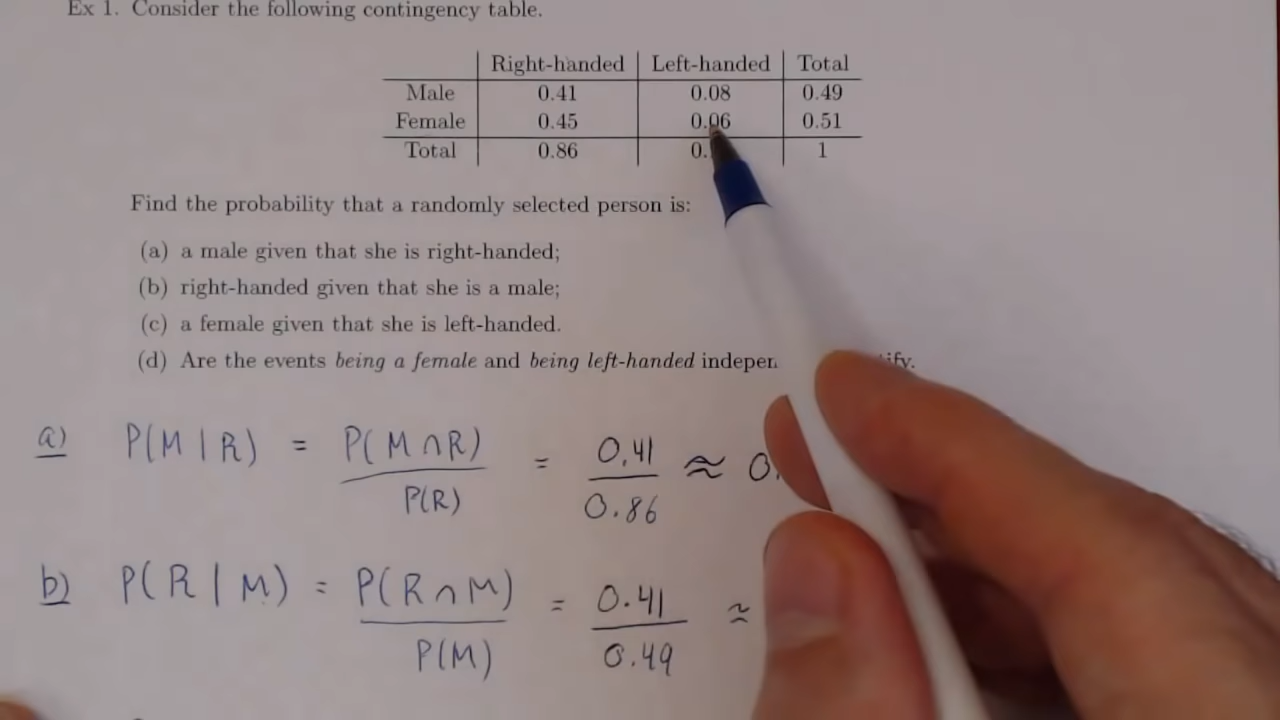 Ex 1. Consider the following contingency table.
Right-handed Left-handed Total
Male 0.41 0.08 0.49
Female 0.45 0.06 0.51
Total 0.86 0. 1
Find the probability that a randomly selected person is:
(a) a male given that she is right-handed;
(b) right-handed given that she is a male;
(c) a female given that she is left-handed.
(d) Are the events being a female and being left-handed
a) P(M | R) = P(M ∩ R) / P(R) = 0.41 / 0.86 ≈ 0.
b) P(R | M) = P(R ∩ M) / P(M) = 0.41 / 0.49 ≈